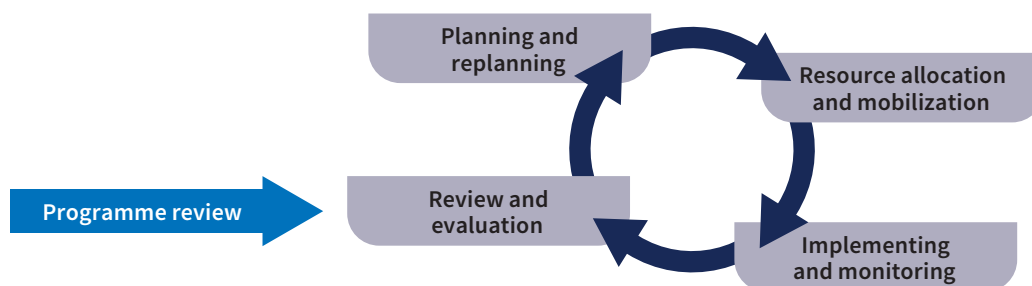 Planning and
replanning
Resource allocation
and mobilization
Programme review
Review and
evaluation
Implementing
and monitoring